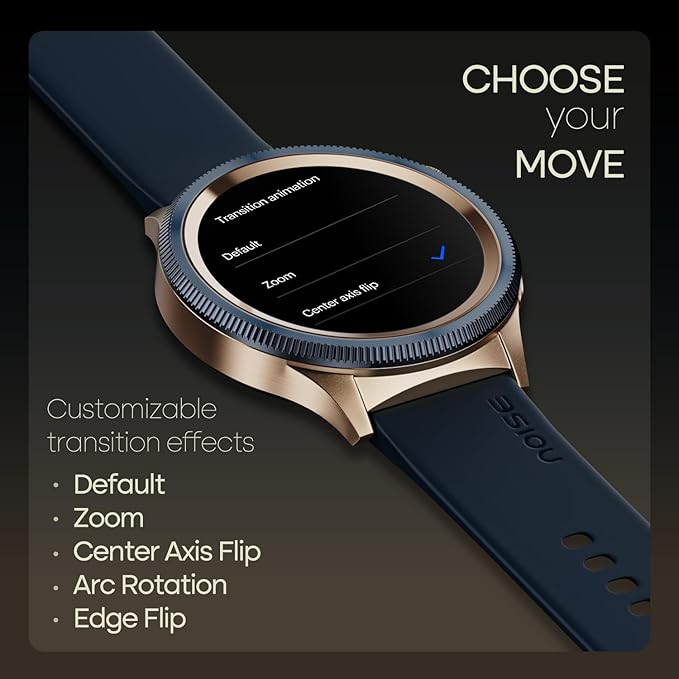 CHOOSE
your
MOVE
Transition animation
Default
Zoom
Center axis flip
noise
Customizable
transition effects
• Default
• Zoom
• Center Axis Flip
• Arc Rotation
• Edge Flip